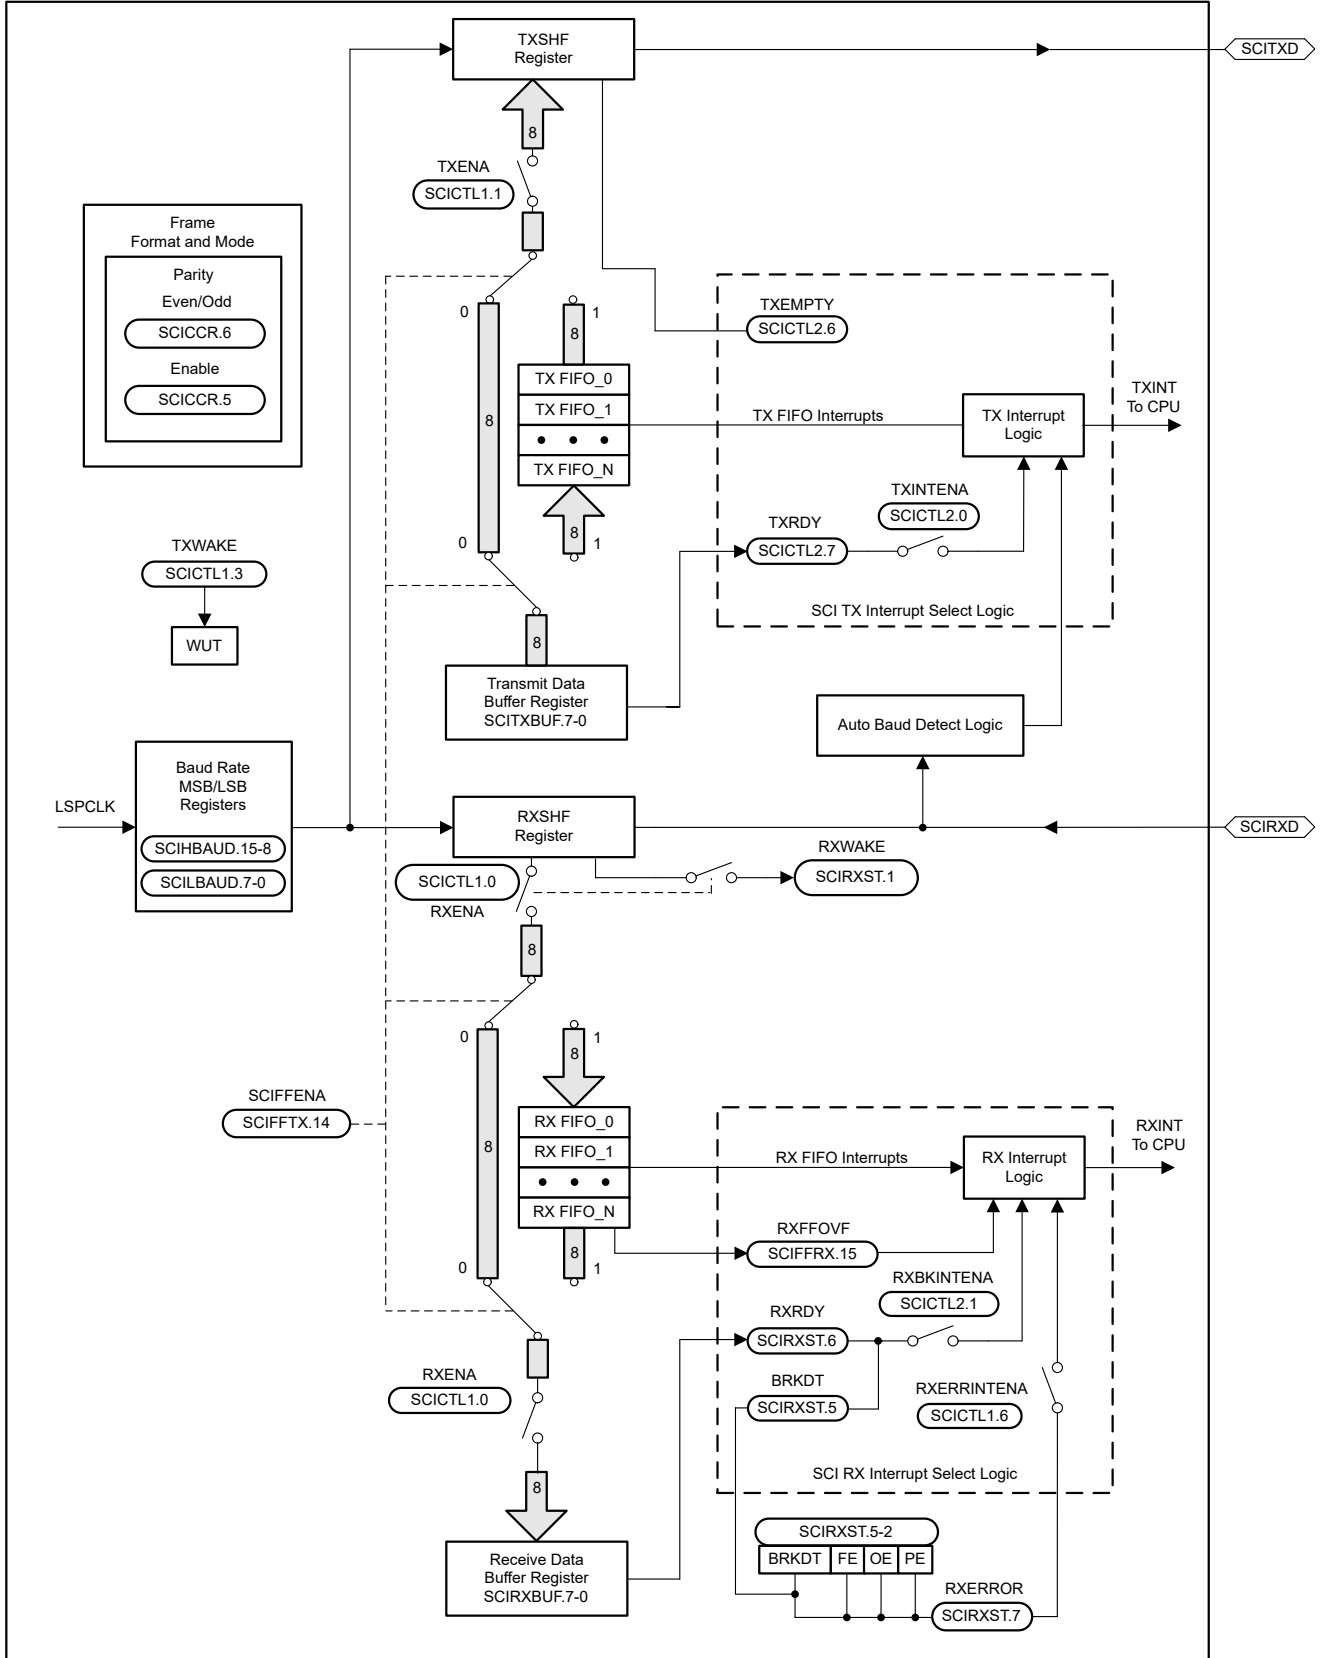 TXSHF
Register
SCITXD
8
TXENA
SCICTL1.1
Frame
Format and Mode
Parity
Even/Odd
SCICCR.6
Enable
SCICCR.5
0
8
1
TX FIFO_0
TX FIFO_1
• • •
TX FIFO_N
8
0
8
1
TXEMPTY
SCICTL2.6
TX FIFO Interrupts
TX Interrupt
Logic
TXINT
To CPU
TXINTENA
SCICTL2.0
TXRDY
SCICTL2.7
SCI TX Interrupt Select Logic
TXWAKE
SCICTL1.3
WUT
8
Transmit Data
Buffer Register
SCITXBUF.7-0
Auto Baud Detect Logic
LSPCLK
Baud Rate
MSB/LSB
Registers
SCIHBAUD.15-8
SCILBAUD.7-0
RXSHF
Register
SCIRXD
RXWAKE
SCIRXST.1
SCICTL1.0
RXENA
8
0
8
1
SCIFFENA
SCIFFTX.14
8
RX FIFO_0
RX FIFO_1
• • •
RX FIFO_N
0
8
1
RX FIFO Interrupts
RX Interrupt
Logic
RXINT
To CPU
RXFFOVF
SCIFFRX.15
RXBKINTENA
SCICTL2.1
RXRDY
SCIRXST.6
BRKDT
SCIRXST.5
RXERRINTENA
SCICTL1.6
SCI RX Interrupt Select Logic
RXENA
SCICTL1.0
8
Receive Data
Buffer Register
SCIRXBUF.7-0
SCIRXST.5-2
BRKDT FE OE PE
RXERROR
SCIRXST.7